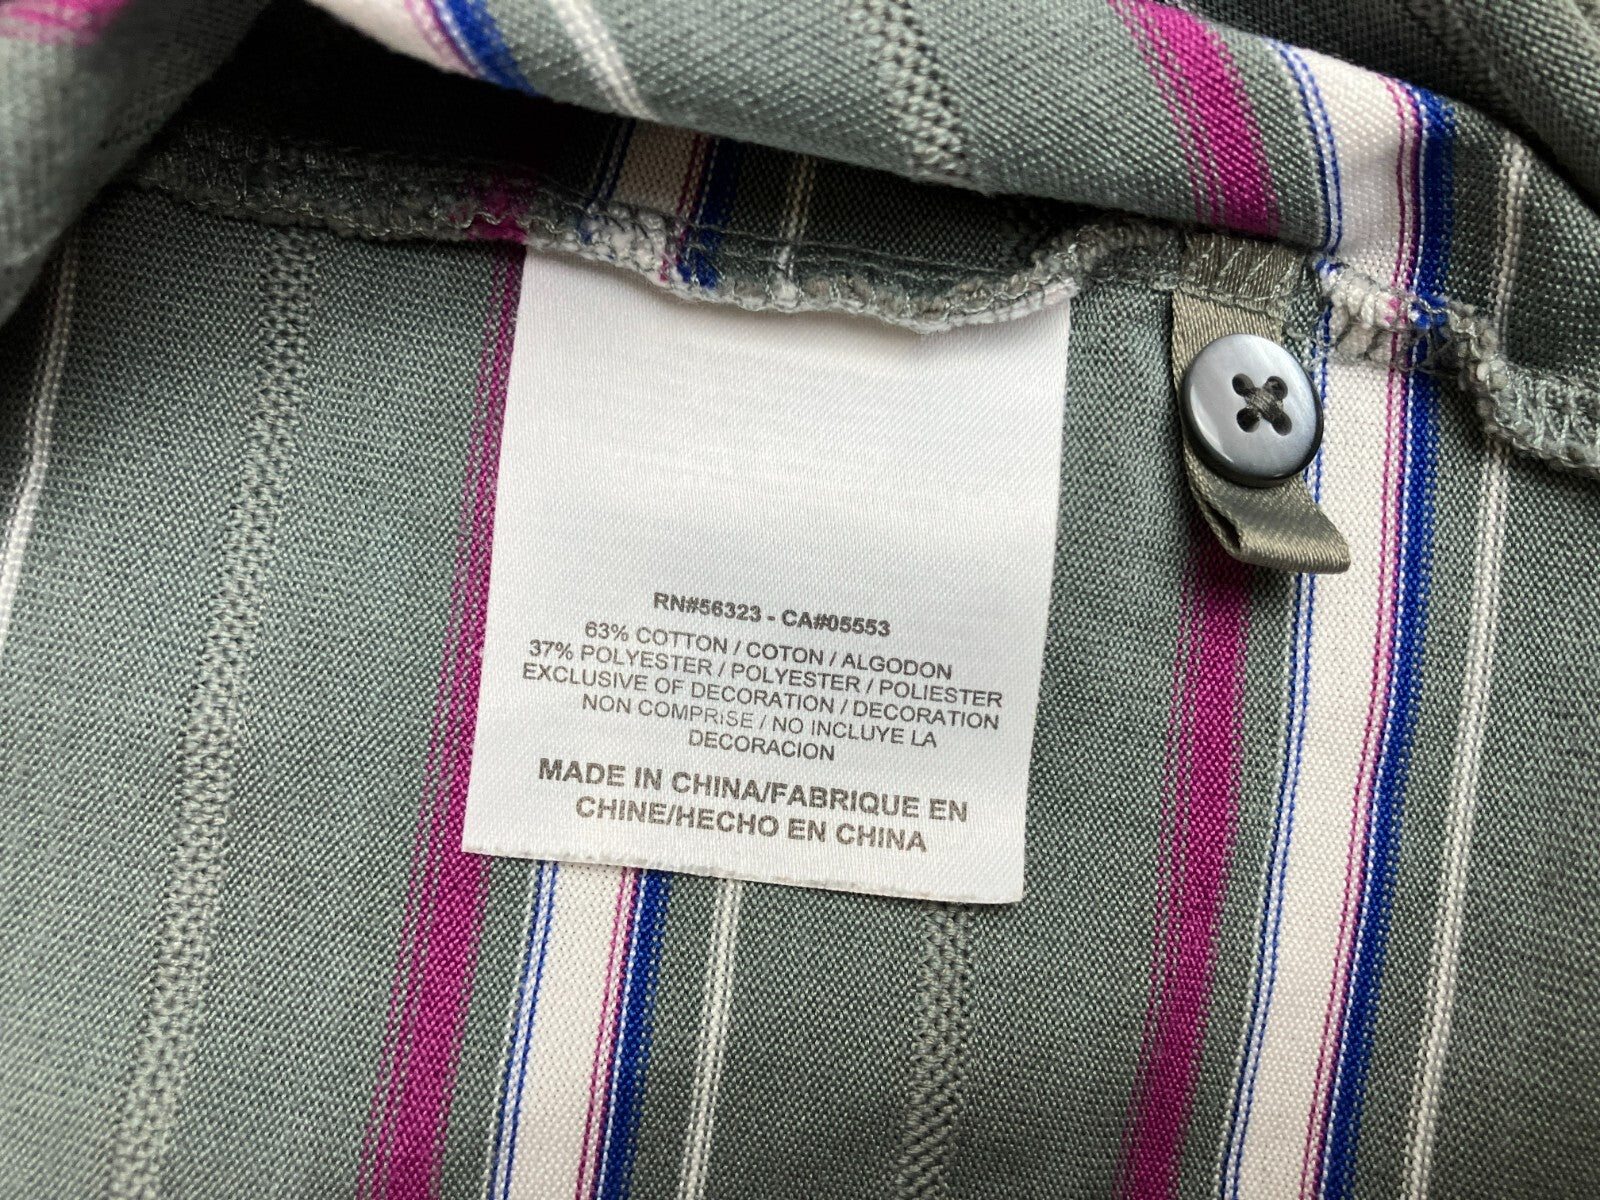 RN#56323 - CA#05553
63% COTTON / COTON / ALGODON
37% POLYESTER / POLYESTER / POLIESTER
EXCLUSIVE OF DECORATION / DECORATION
NON COMPRISE / NO INCLUYE LA
DECORACION
MADE IN CHINA/FABRIQUE EN
CHINE/HECHO EN CHINA